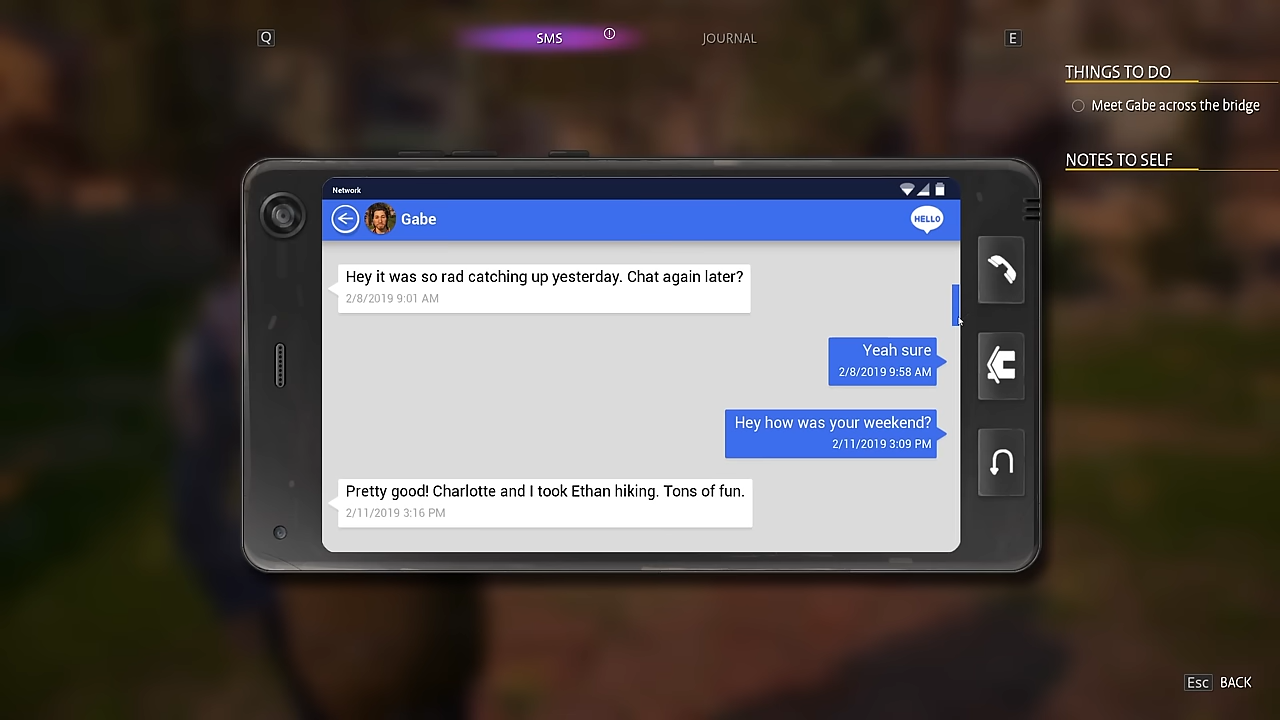 Q
SMS
JOURNAL
E
THINGS TO DO
Meet Gabe across the bridge
NOTES TO SELF
Network
Gabe
HELLO
Hey it was so rad catching up yesterday. Chat again later?
2/8/2019 9:01 AM
Yeah sure
2/8/2019 9:58 AM
Hey how was your weekend?
2/11/2019 3:09 PM
Pretty good! Charlotte and I took Ethan hiking. Tons of fun.
2/11/2019 3:16 PM
Esc BACK